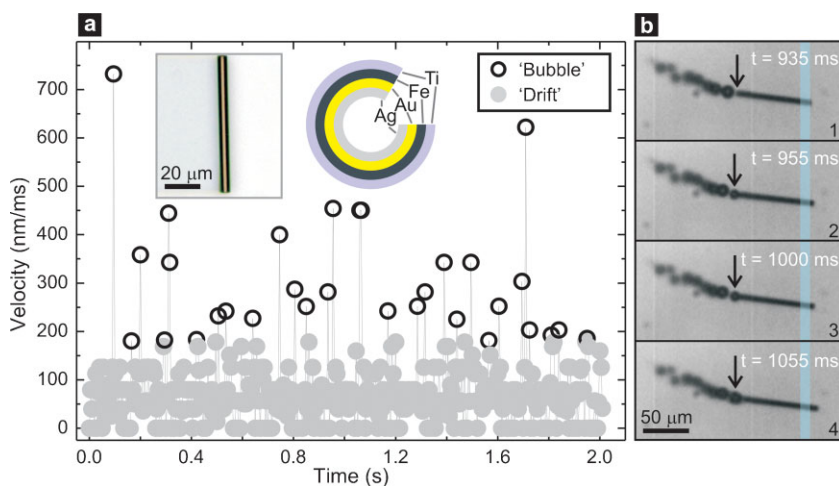 a
b
Velocity (nm/ms)
700
600
500
400
300
200
100
0
20 μm
Ti
Fe
Au
Ag
'Bubble'
'Drift'
0.0
0.4
0.8
1.2
1.6
2.0
Time (s)
t = 935 ms
1
t = 955 ms
2
t = 1000 ms
3
t = 1055 ms
50 μm
4